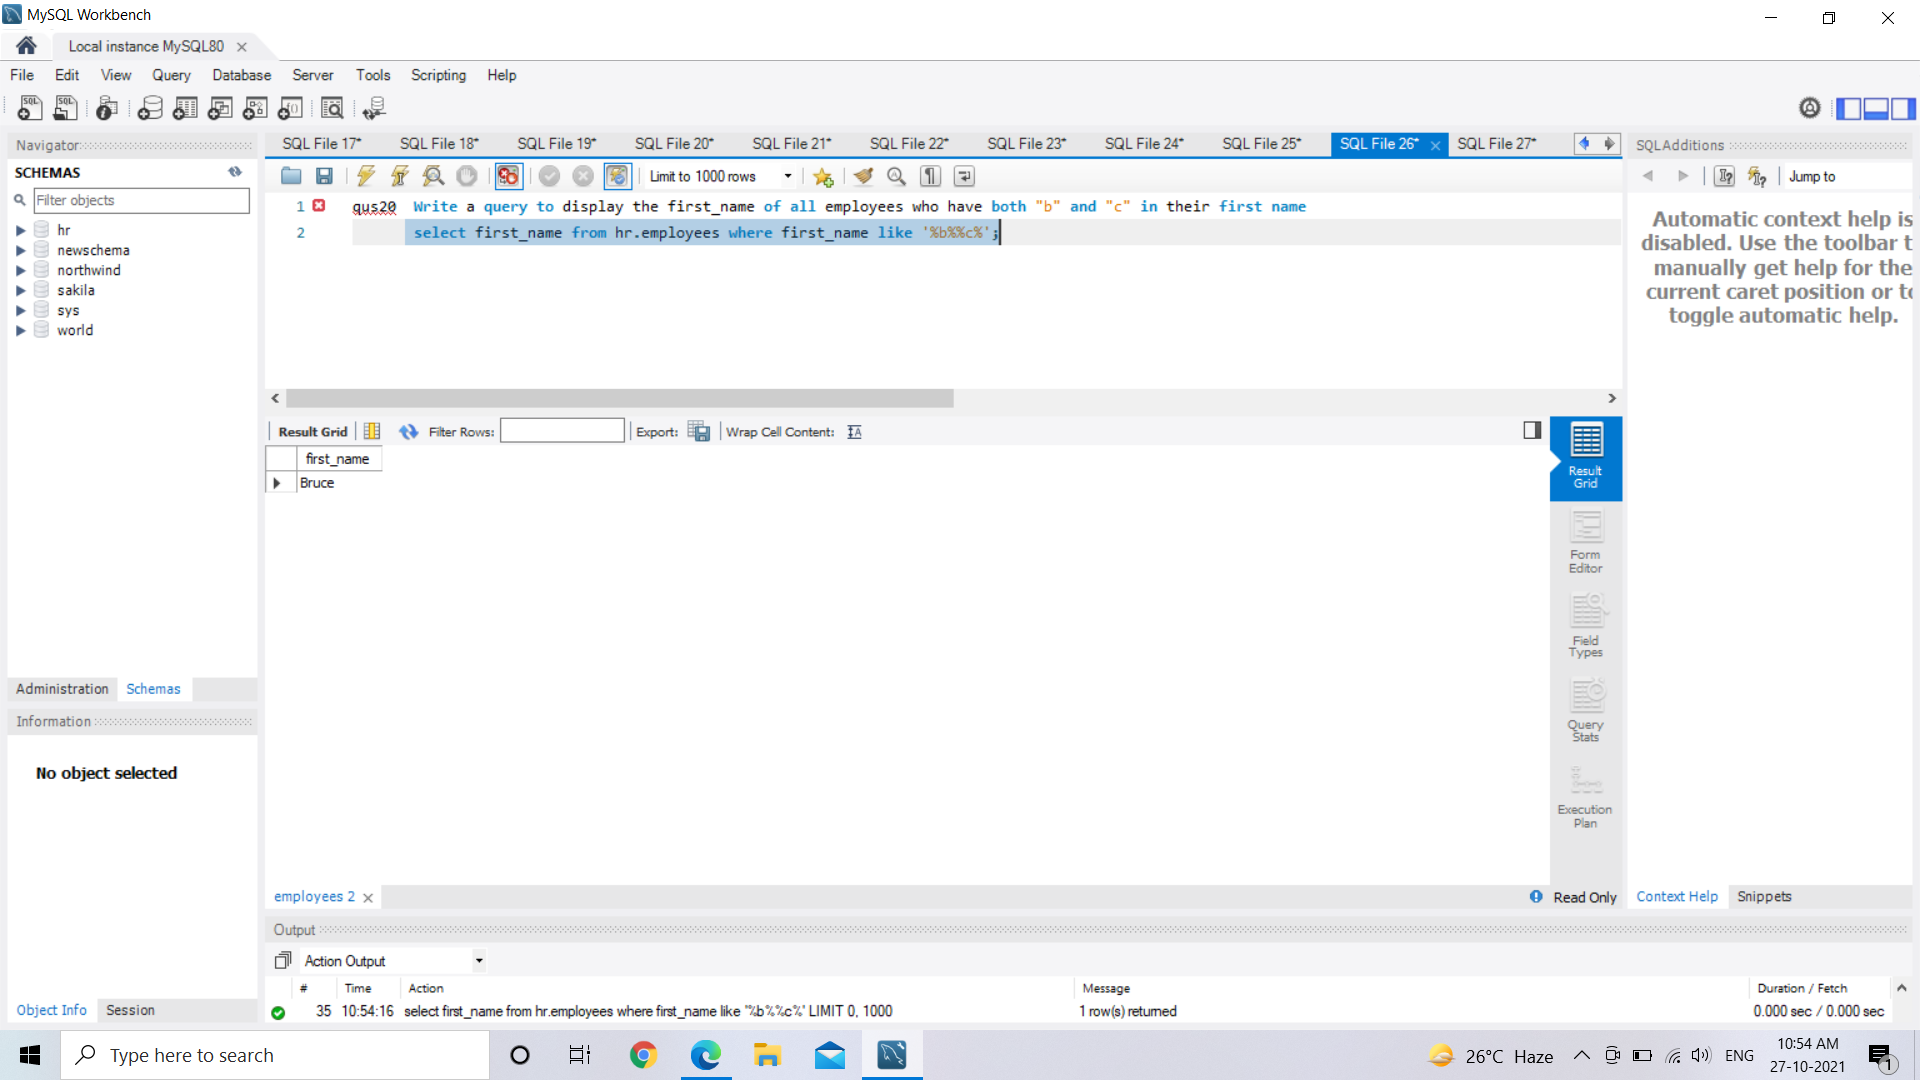 MySQL Workbench
Local instance MySQL80
File Edit View Query Database Server Tools Scripting Help
Navigator
SCHEMAS
Filter objects
hr
newschema
northwind
sakila
sys
world
Administration Schemas
Information
No object selected
Object Info Session
SQL File 17* SQL File 18* SQL File 19* SQL File 20* SQL File 21* SQL File 22* SQL File 23* SQL File 24* SQL File 25* SQL File 26* SQL File 27*
Limit to 1000 rows
1 qus20 Write a query to display the first_name of all employees who have both "b" and "c" in their first name
2 select first_name from hr.employees where first_name like '%b%%c%';
Result Grid Filter Rows: Export: Wrap Cell Content:
first_name
Bruce
Result
Grid
Form
Editor
Field
Types
Query
Stats
Execution
Plan
employees 2
Read Only
SQLAdditions
Jump to
Automatic context help is
disabled. Use the toolbar t
manually get help for the
current caret position or to
toggle automatic help.
Context Help Snippets
Output
Action Output
# Time Action Message Duration / Fetch
35 10:54:16 select first_name from hr.employees where first_name like '%b%%c%' LIMIT 0, 1000 1 row(s) returned 0.000 sec / 0.000 sec
Type here to search
26°C Haze
ENG
10:54 AM
27-10-2021
1